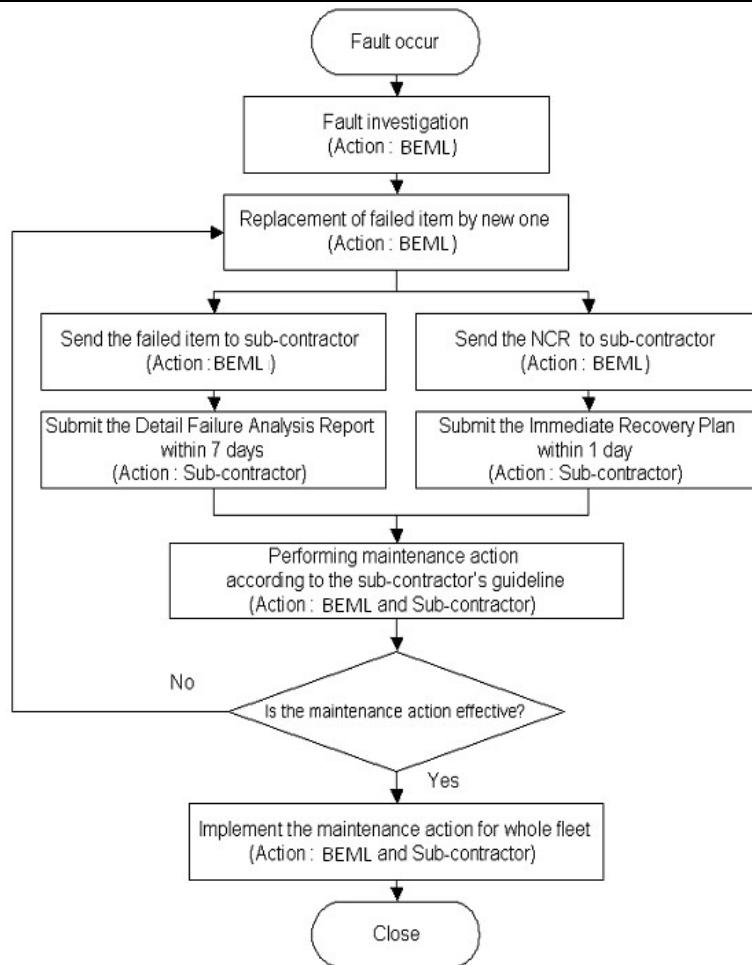 Fault occur
Fault investigation
(Action : BEML)
Replacement of failed item by new one
(Action : BEML)
Send the failed item to sub-contractor
(Action :BEML )
Send the NCR to sub-contractor
(Action : BEML)
Submit the Detail Failure Analysis Report
within 7 days
(Action : Sub-contractor)
Submit the Immediate Recovery Plan
within 1 day
(Action : Sub-contractor)
Performing maintenance action
according to the sub-contractor's guideline
(Action : BEML and Sub-contractor)
No
Is the maintenance action effective?
Yes
Implement the maintenance action for whole fleet
(Action : BEML and Sub-contractor)
Close